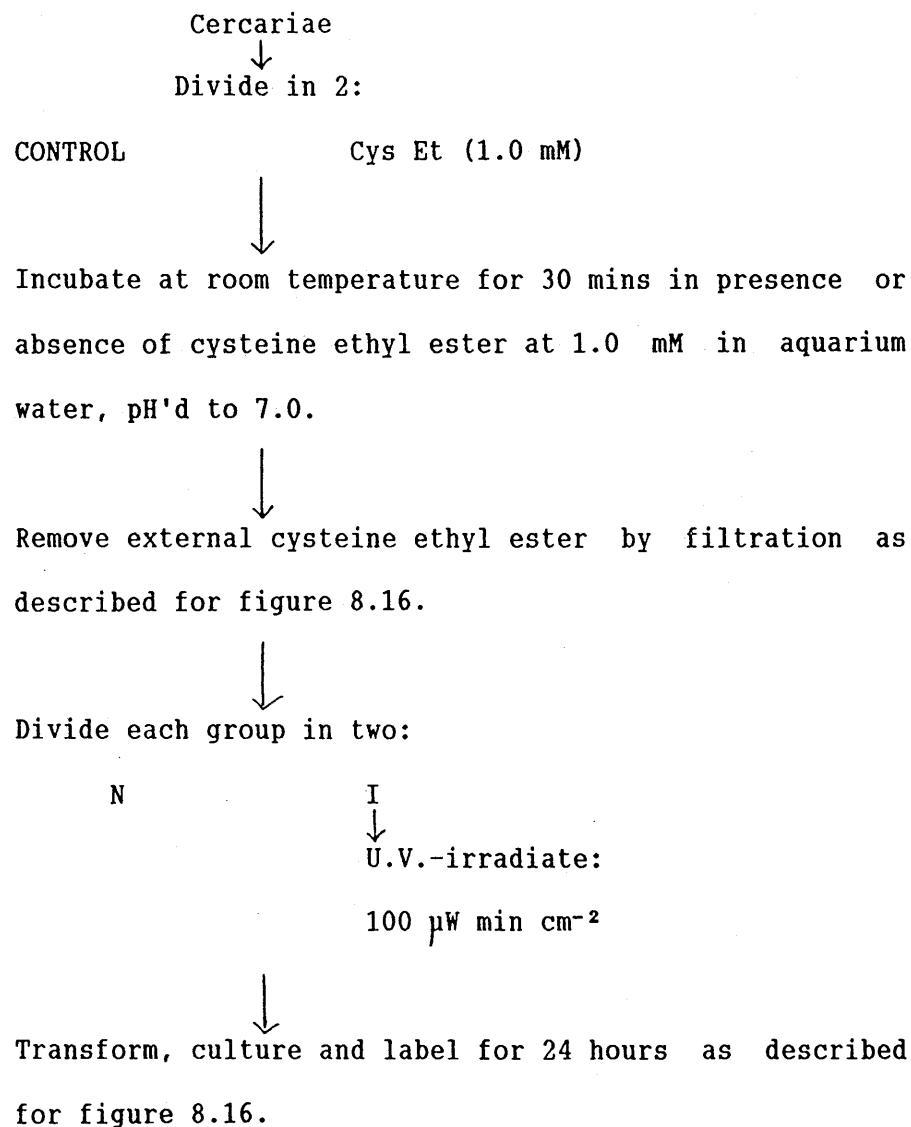 Cercariae
Divide in 2:
CONTROL Cys Et (1.0 mM)
Incubate at room temperature for 30 mins in presence or
absence of cysteine ethyl ester at 1.0 mM in aquarium
water, pH'd to 7.0.
Remove external cysteine ethyl ester by filtration as
described for figure 8.16.
Divide each group in two:
N I
U.V.-irradiate:
100 µW min cm⁻²
Transform, culture and label for 24 hours as described
for figure 8.16.